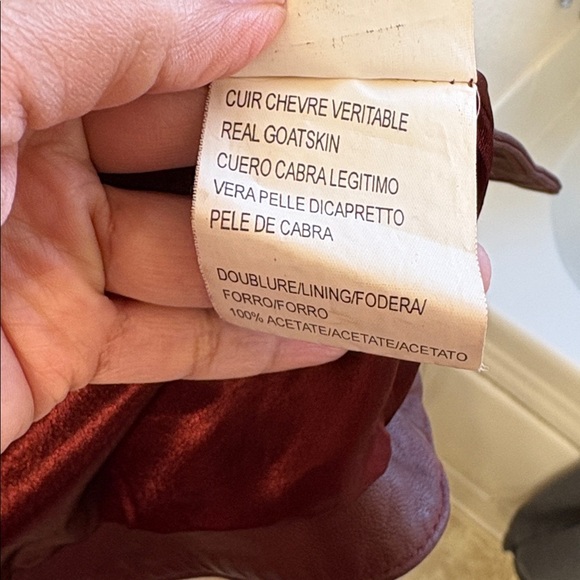 CUIR CHEVRE VERITABLE
REAL GOATSKIN
CUERO CABRA LEGITIMO
VERA PELLE DICAPRETTO
PELE DE CABRA
DOUBLURE/LINING/FODERA/
FORRO/FORRO
100% ACETATE/ACETATE/ACETATO